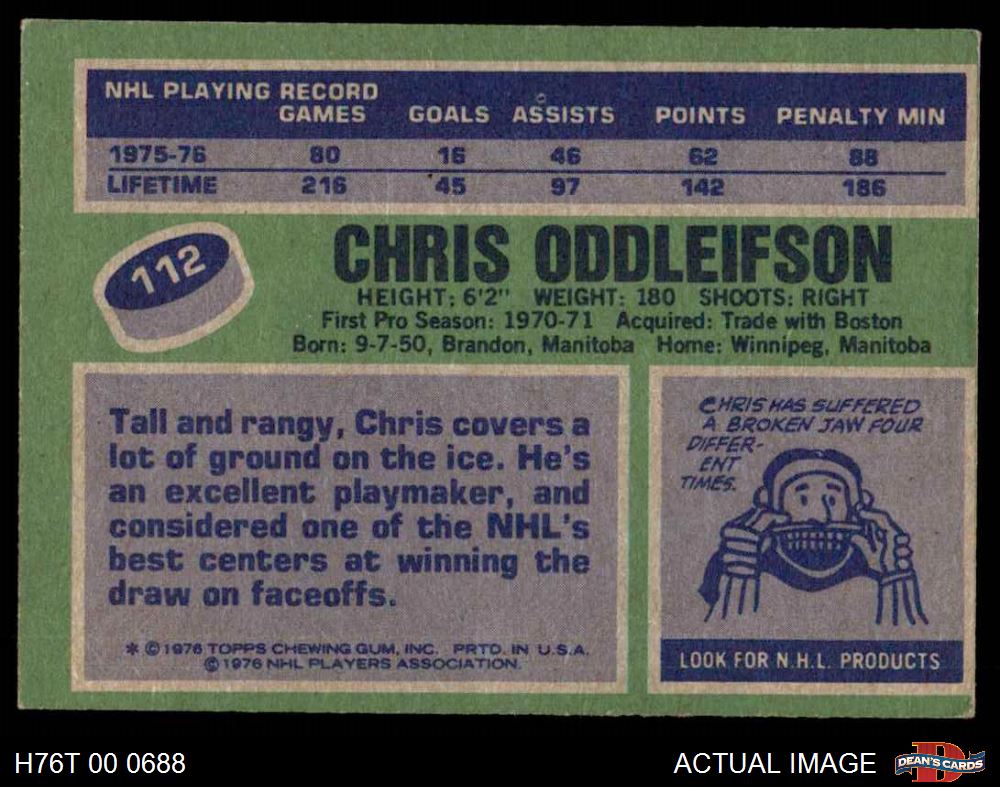 NHL PLAYING RECORD
GAMES GOALS ASSISTS POINTS PENALTY MIN
1975-76 80 16 46 62 88
LIFETIME 216 45 97 142 186
112
CHRIS ODDLEIFSON
HEIGHT: 6'2" WEIGHT: 180 SHOOTS: RIGHT
First Pro Season: 1970-71 Acquired: Trade with Boston
Born: 9-7-50, Brandon, Manitoba Home: Winnipeg, Manitoba
Tall and rangy, Chris covers a
lot of ground on the ice. He's
an excellent playmaker, and
considered one of the NHL's
best centers at winning the
draw on faceoffs.
* © 1976 TOPPS CHEWING GUM, INC. PRTD. IN U.S.A.
© 1976 NHL PLAYERS ASSOCIATION.
CHRIS HAS SUFFERED
A BROKEN JAW FOUR
DIFFER-
ENT
TIMES.
LOOK FOR N.H.L. PRODUCTS
H76T 00 0688 ACTUAL IMAGE
D
DEAN'S CARDS